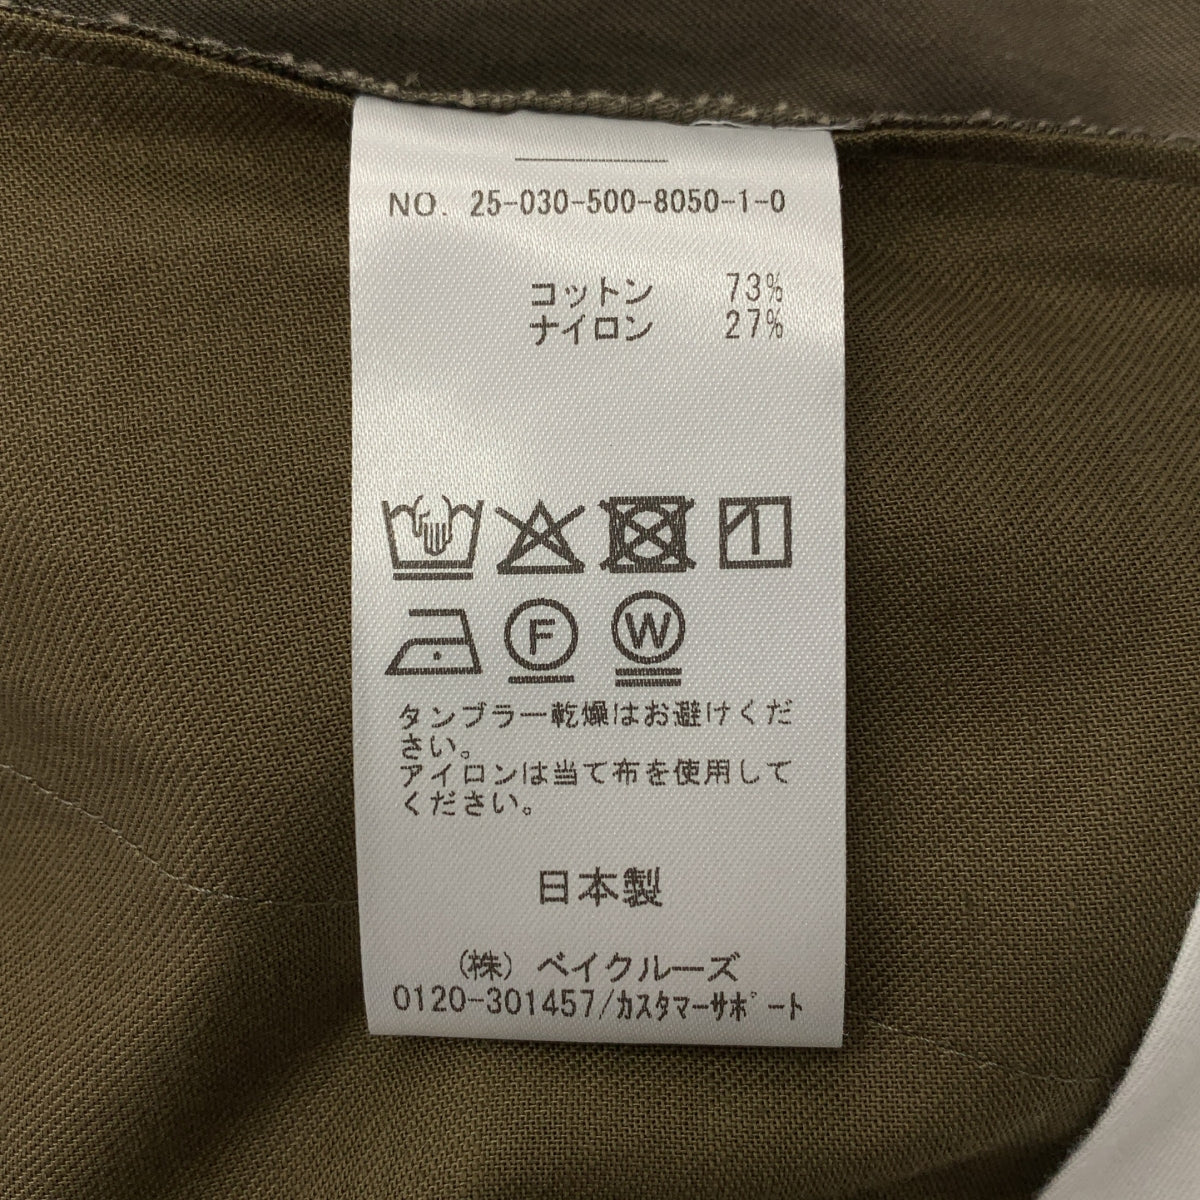 NO. 25-030-500-8050-1-0
コットン 73%
ナイロン 27%
F W
タンブラー乾燥はお避けくだ
さい。
アイロンは当て布を使用して
ください。
日本製
(株) ベイクルーズ
0120-301457/ｶｽﾀﾏｰｻﾎﾟｰﾄ